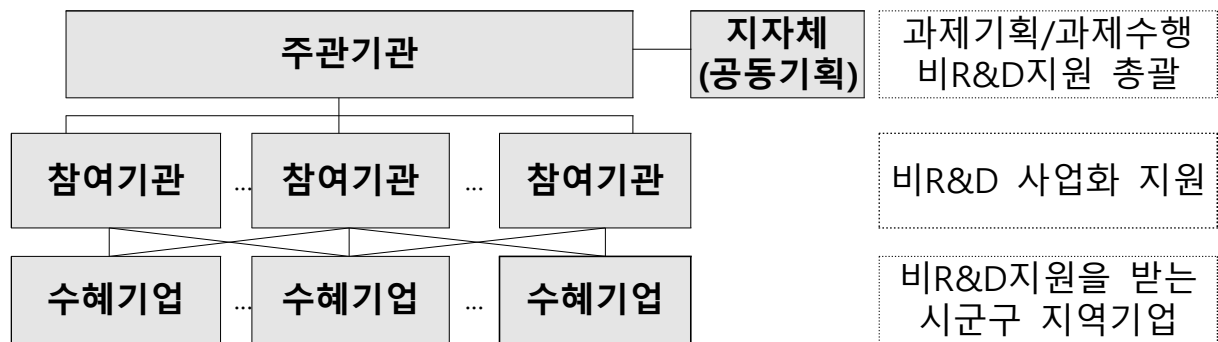 주관기관
지자체
(공동기획)
과제기획/과제수행
비R&D지원 총괄
참여기관 ... 참여기관 ... 참여기관
비R&D 사업화 지원
수혜기업 ... 수혜기업 ... 수혜기업
비R&D지원을 받는
시군구 지역기업